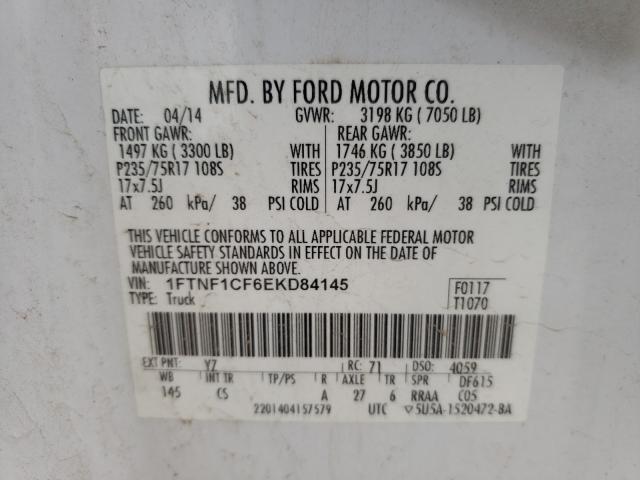 MFD. BY FORD MOTOR CO.
DATE: 04/14 GVWR: 3198 KG ( 7050 LB)
FRONT GAWR: REAR GAWR:
1497 KG ( 3300 LB) WITH 1746 KG ( 3850 LB) WITH
P235/75R17 108S TIRES P235/75R17 108S TIRES
17x7.5J RIMS 17x7.5J RIMS
AT 260 kPa/ 38 PSI COLD AT 260 kPa/ 38 PSI COLD
THIS VEHICLE CONFORMS TO ALL APPLICABLE FEDERAL MOTOR
VEHICLE SAFETY STANDARDS IN EFFECT ON THE DATE OF
MANUFACTURE SHOWN ABOVE.
VIN: 1FTNF1CF6EKD84145 F0117
TYPE: Truck T1070
EXT PNT: YZ RC: 71 DSO: 4059
WB INT TR TP/PS R AXLE TR SPR DF615
145 CS A 27 6 RRAA C05
2201404157579 UTC ▽5U5A-1520472-BA